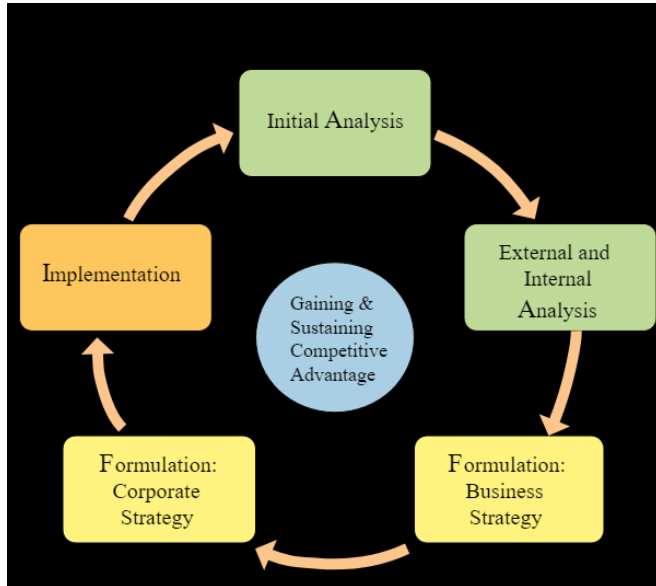 Initial Analysis
External and
Internal
Analysis
Implementation
Gaining &
Sustaining
Competitive
Advantage
Formulation:
Corporate
Strategy
Formulation:
Business
Strategy